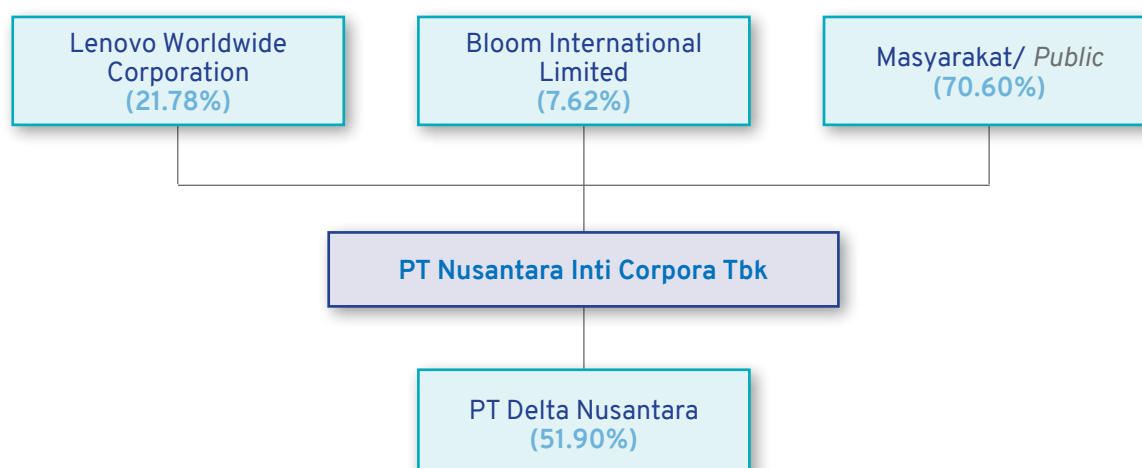 Lenovo Worldwide
Corporation
(21.78%)
Bloom International
Limited
(7.62%)
Masyarakat/ Public
(70.60%)
PT Nusantara Inti Corpora Tbk
PT Delta Nusantara
(51.90%)